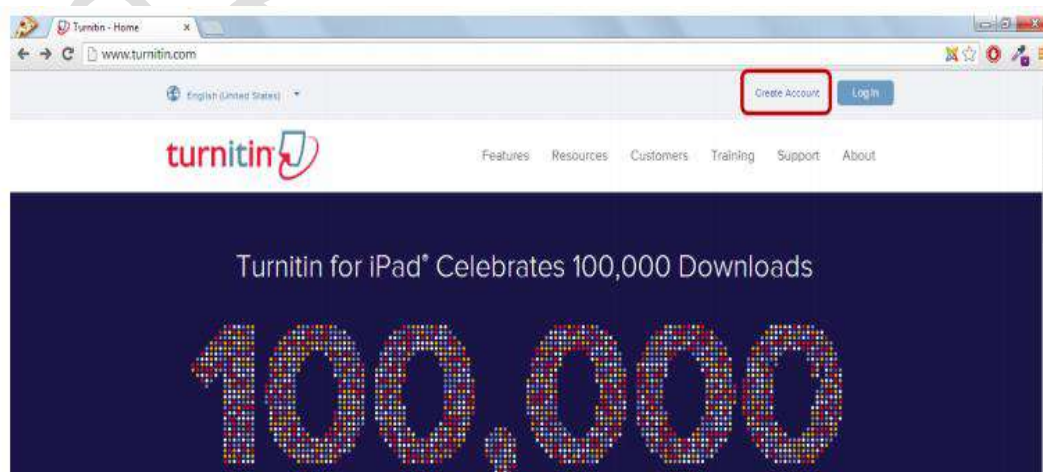 Turnitin - Home
www.turnitin.com
English (United States)
Create Account
Log In
turnitin
Features Resources Customers Training Support About
Turnitin for iPad® Celebrates 100,000 Downloads
100,000